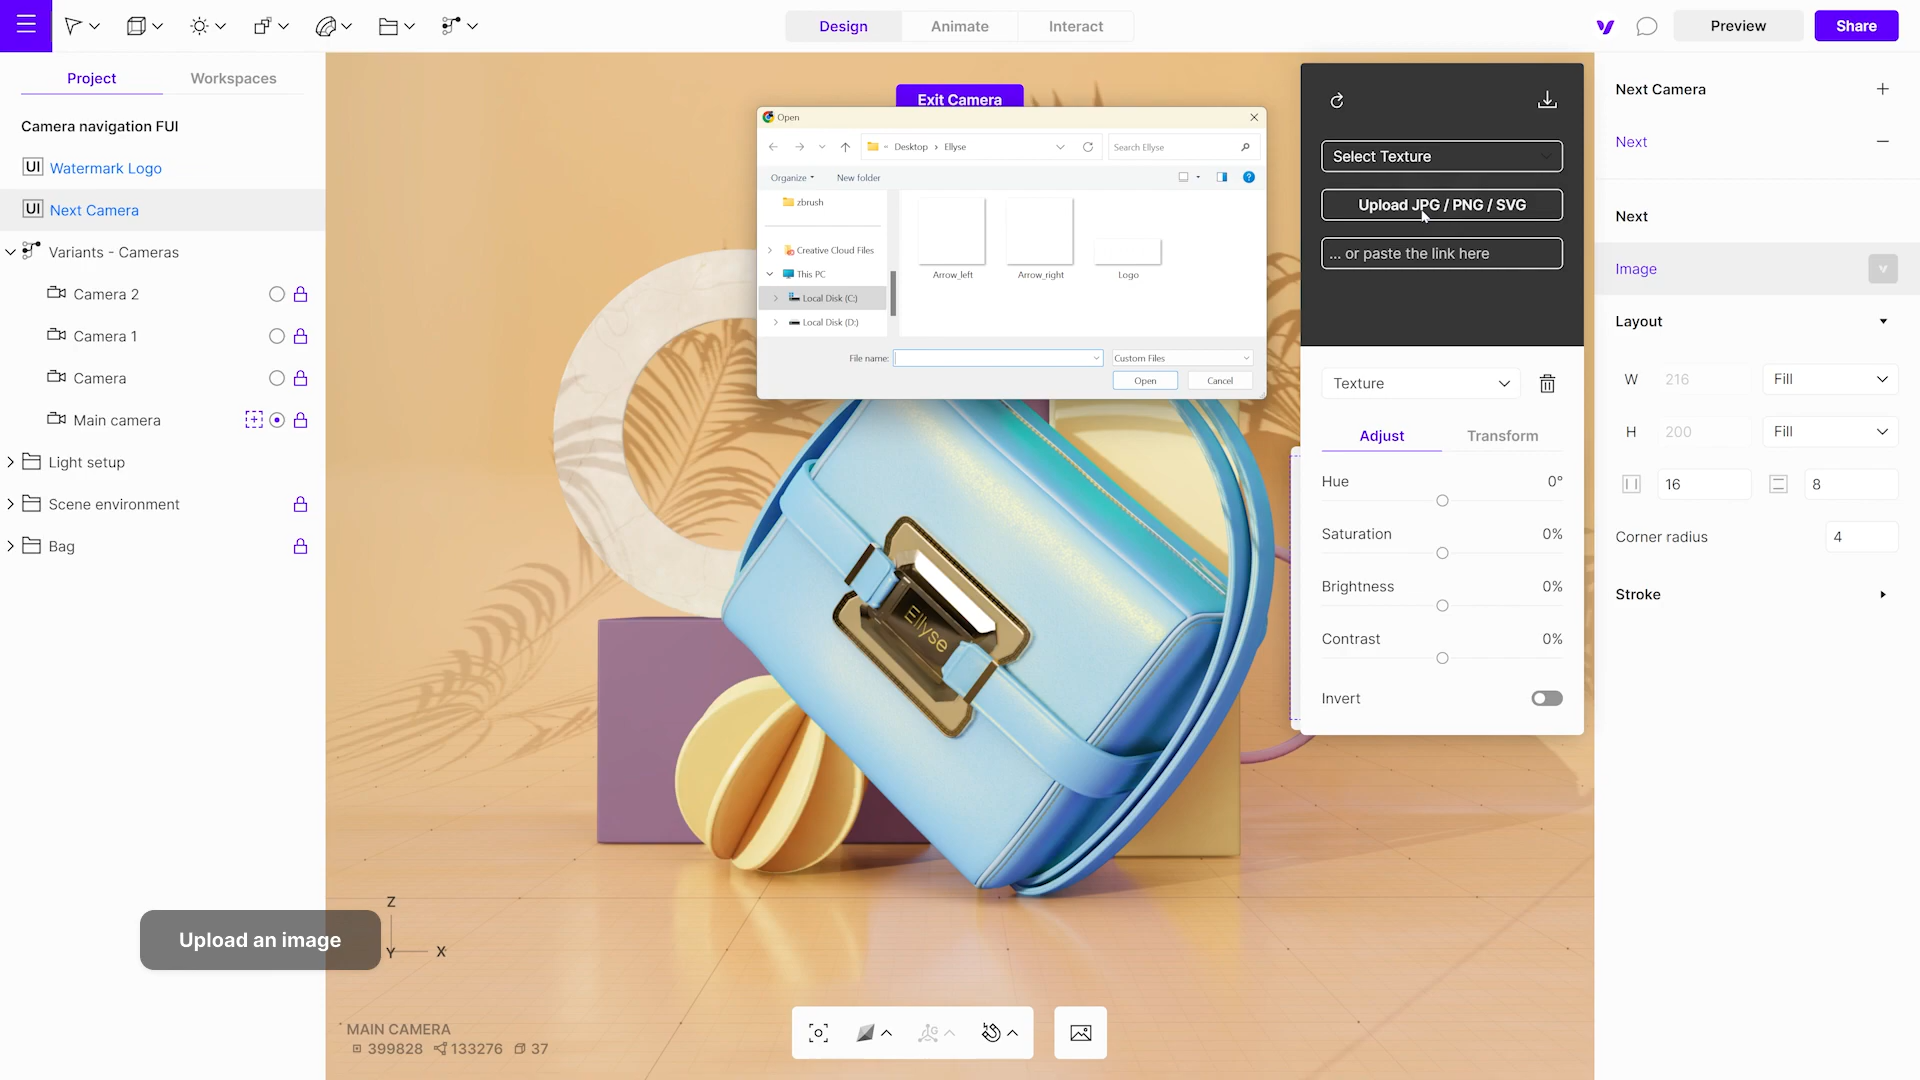 Design
Animate
Interact
Preview
Share
Project
Workspaces
Camera navigation FUI
UI Watermark Logo
UI Next Camera
Variants - Cameras
Camera 2
Camera 1
Camera
Main camera
Light setup
Scene environment
Bag
Exit Camera
Open
Desktop
Ellyse
Search Ellyse
Organize
New folder
zbrush
Creative Cloud Files
This PC
Local Disk (C:)
Local Disk (D:)
Arrow_left
Arrow_right
Logo
File name:
Custom Files
Open
Cancel
Ellyse
Select Texture
Upload JPG / PNG / SVG
... or paste the link here
Texture
Adjust
Transform
Hue 0°
Saturation 0%
Brightness 0%
Contrast 0%
Invert
Next Camera
Next
Next
Image
Layout
W 216 Fill
H 200 Fill
16 8
Corner radius 4
Stroke
Upload an image
Z
Y
X
MAIN CAMERA
399828 133276 37